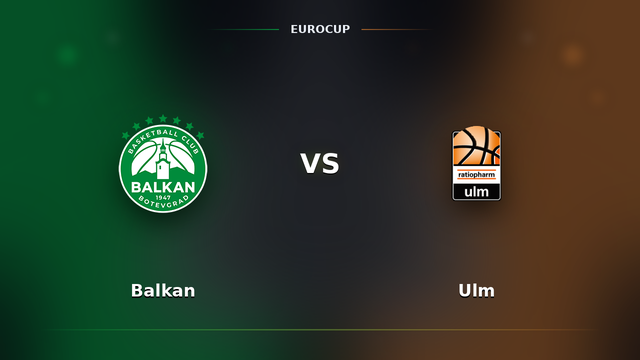 EUROCUP
BASKETBALL CLUB
BALKAN
1947
BOTEVGRAD
VS
ratiopharm
ulm
Balkan
Ulm